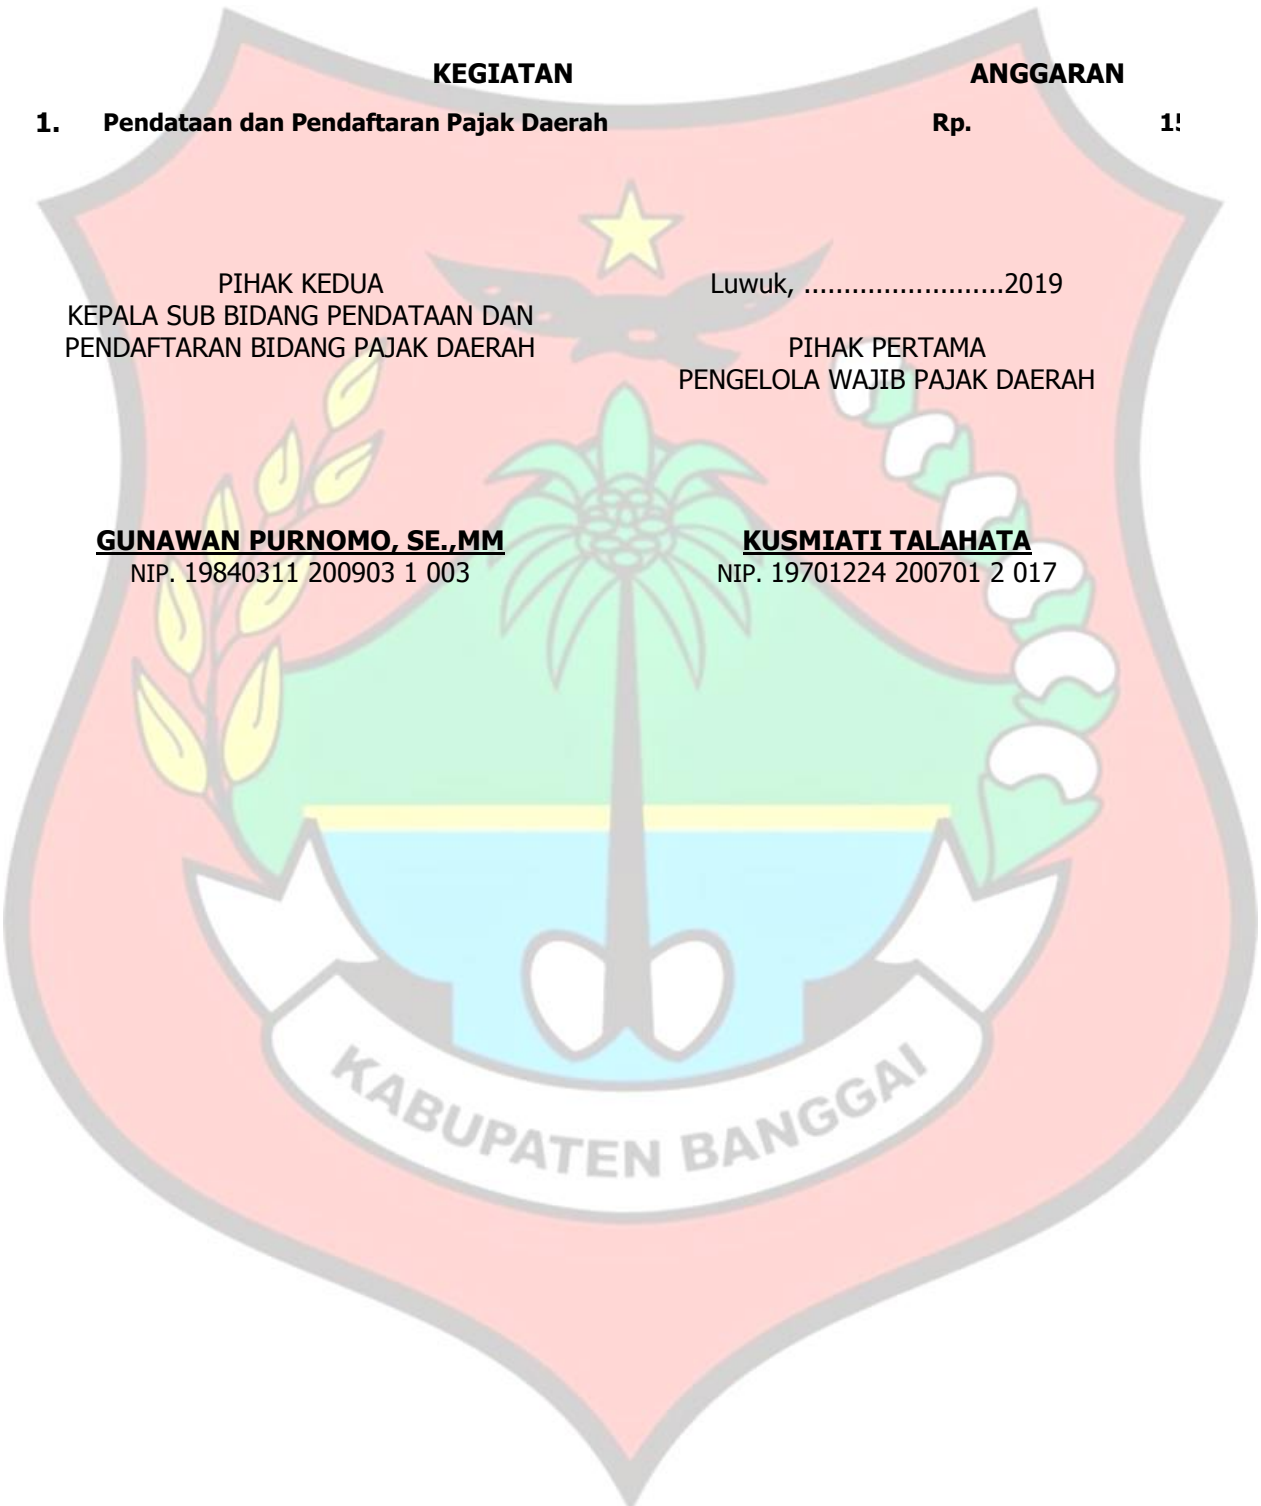 KEGIATAN ANGGARAN
1. Pendataan dan Pendaftaran Pajak Daerah Rp.
PIHAK KEDUA
KEPALA SUB BIDANG PENDATAAN DAN
PENDAFTARAN BIDANG PAJAK DAERAH
Luwuk, .........................2019
PIHAK PERTAMA
PENGELOLA WAJIB PAJAK DAERAH
GUNAWAN PURNOMO, SE.,MM
NIP. 19840311 200903 1 003
KUSMIATI TALAHATA
NIP. 19701224 200701 2 017
KABUPATEN BANGGAI